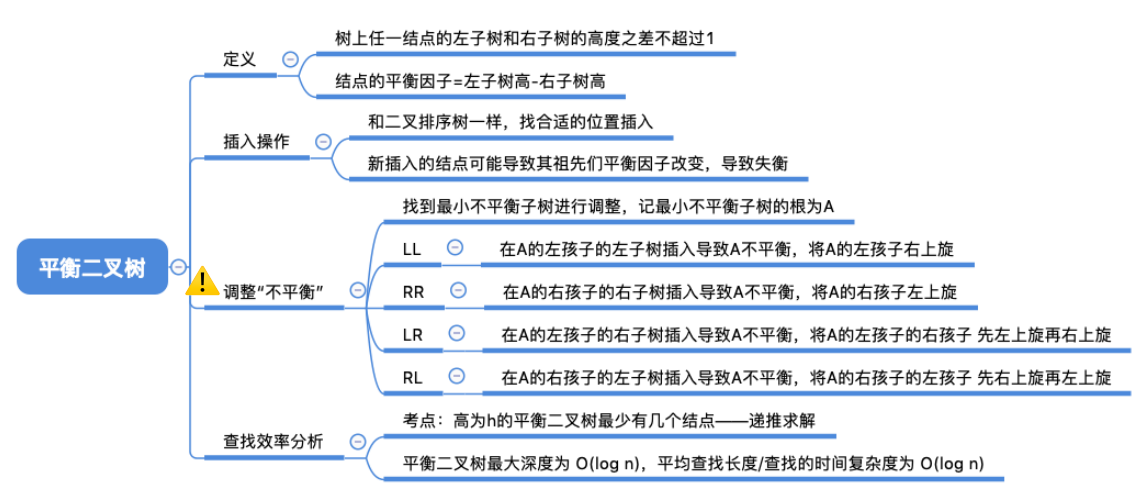 平衡二叉树
定义
树上任一结点的左子树和右子树的高度之差不超过1
结点的平衡因子=左子树高-右子树高
插入操作
和二叉排序树一样，找合适的位置插入
新插入的结点可能导致其祖先们平衡因子改变，导致失衡
调整“不平衡”
找到最小不平衡子树进行调整，记最小不平衡子树的根为A
LL
在A的左孩子的左子树插入导致A不平衡，将A的左孩子右上旋
RR
在A的右孩子的右子树插入导致A不平衡，将A的右孩子左上旋
LR
在A的左孩子的右子树插入导致A不平衡，将A的左孩子的右孩子 先左上旋再右上旋
RL
在A的右孩子的左子树插入导致A不平衡，将A的右孩子的左孩子 先右上旋再左上旋
查找效率分析
考点：高为h的平衡二叉树最少有几个结点——递推求解
平衡二叉树最大深度为 O(log n)，平均查找长度/查找的时间复杂度为 O(log n)